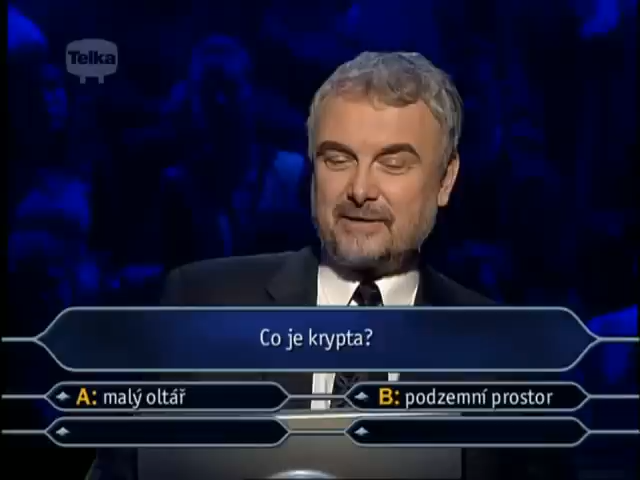 Telka
Co je krypta?
A: malý oltář
B: podzemní prostor